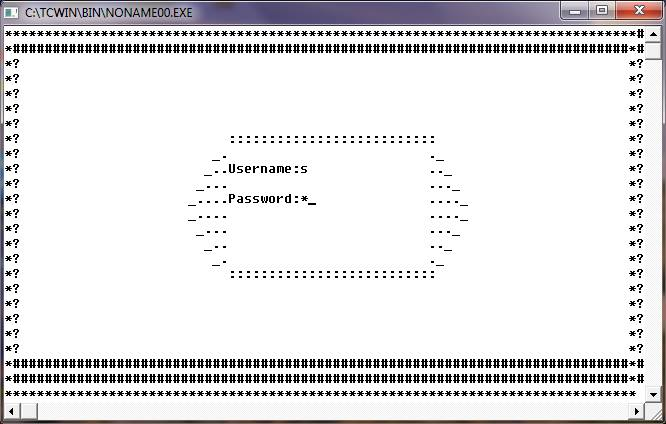 C:\TCWIN\BIN\NONAME00.EXE
*******************************************************************************#
*##############################################################################*#
*? *?
*? *?
*? *?
*? *?
*? *?
*? :::::::::::::::::::::::::: *?
*? _. ._ *?
*? _..Username:s .._ *?
*? _... ..._ *?
*? _....Password:*_ ...._ *?
*? _.... ...._ *?
*? _... ..._ *?
*? _.. .._ *?
*? _. ._ *?
*? :::::::::::::::::::::::::: *?
*? *?
*? *?
*? *?
*? *?
*? *?
*##############################################################################*#
*##############################################################################*#
*******************************************************************************